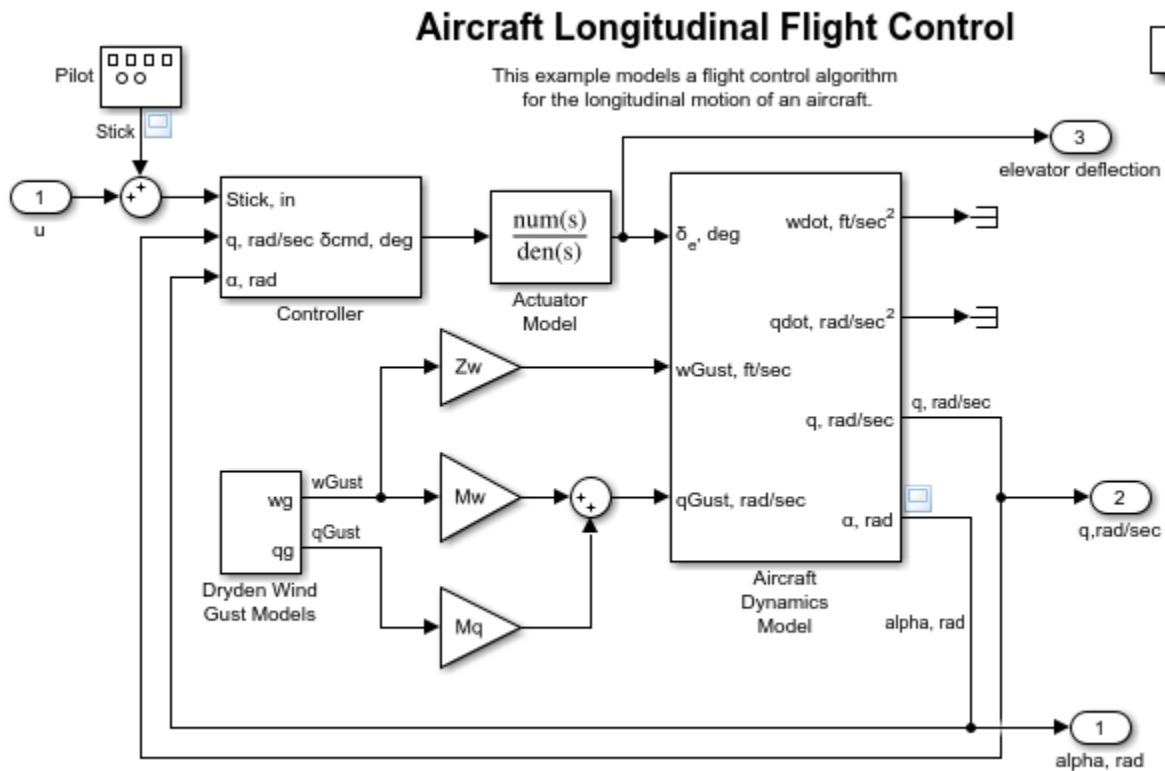 Aircraft Longitudinal Flight Control
This example models a flight control algorithm
for the longitudinal motion of an aircraft.
Pilot
Stick
1
u
Stick, in
q, rad/sec δcmd, deg
α, rad
Controller
num(s)
den(s)
Actuator
Model
3
elevator deflection
δe, deg
wdot, ft/sec²
qdot, rad/sec²
wGust, ft/sec
q, rad/sec
qGust, rad/sec
α, rad
Aircraft
Dynamics
Model
q, rad/sec
2
q,rad/sec
alpha, rad
1
alpha, rad
Zw
Mw
Mq
wg
qg
wGust
qGust
Dryden Wind
Gust Models